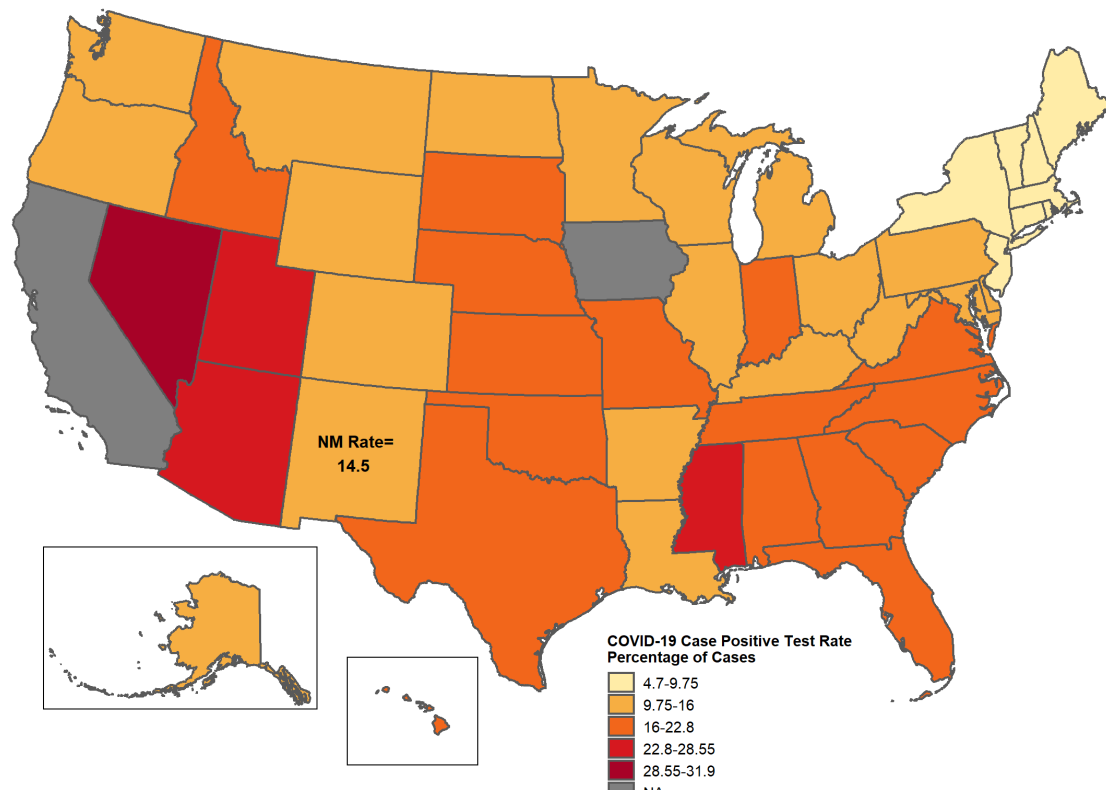 NM Rate=
14.5
COVID-19 Case Positive Test Rate
Percentage of Cases
4.7-9.75
9.75-16
16-22.8
22.8-28.55
28.55-31.9
NA